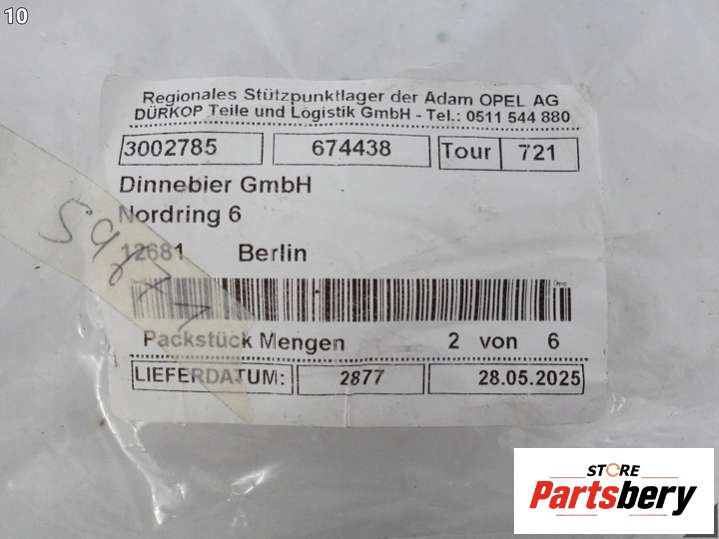 10
Regionales Stützpunktlager der Adam OPEL AG
DÜRKOP Teile und Logistik GmbH - Tel.: 0511 544 880
3002785 674438 Tour 721
Dinnebier GmbH
Nordring 6
12681 Berlin
Packstück Mengen 2 von 6
LIEFERDATUM: 2877 28.05.2025
STORE
Partsbery